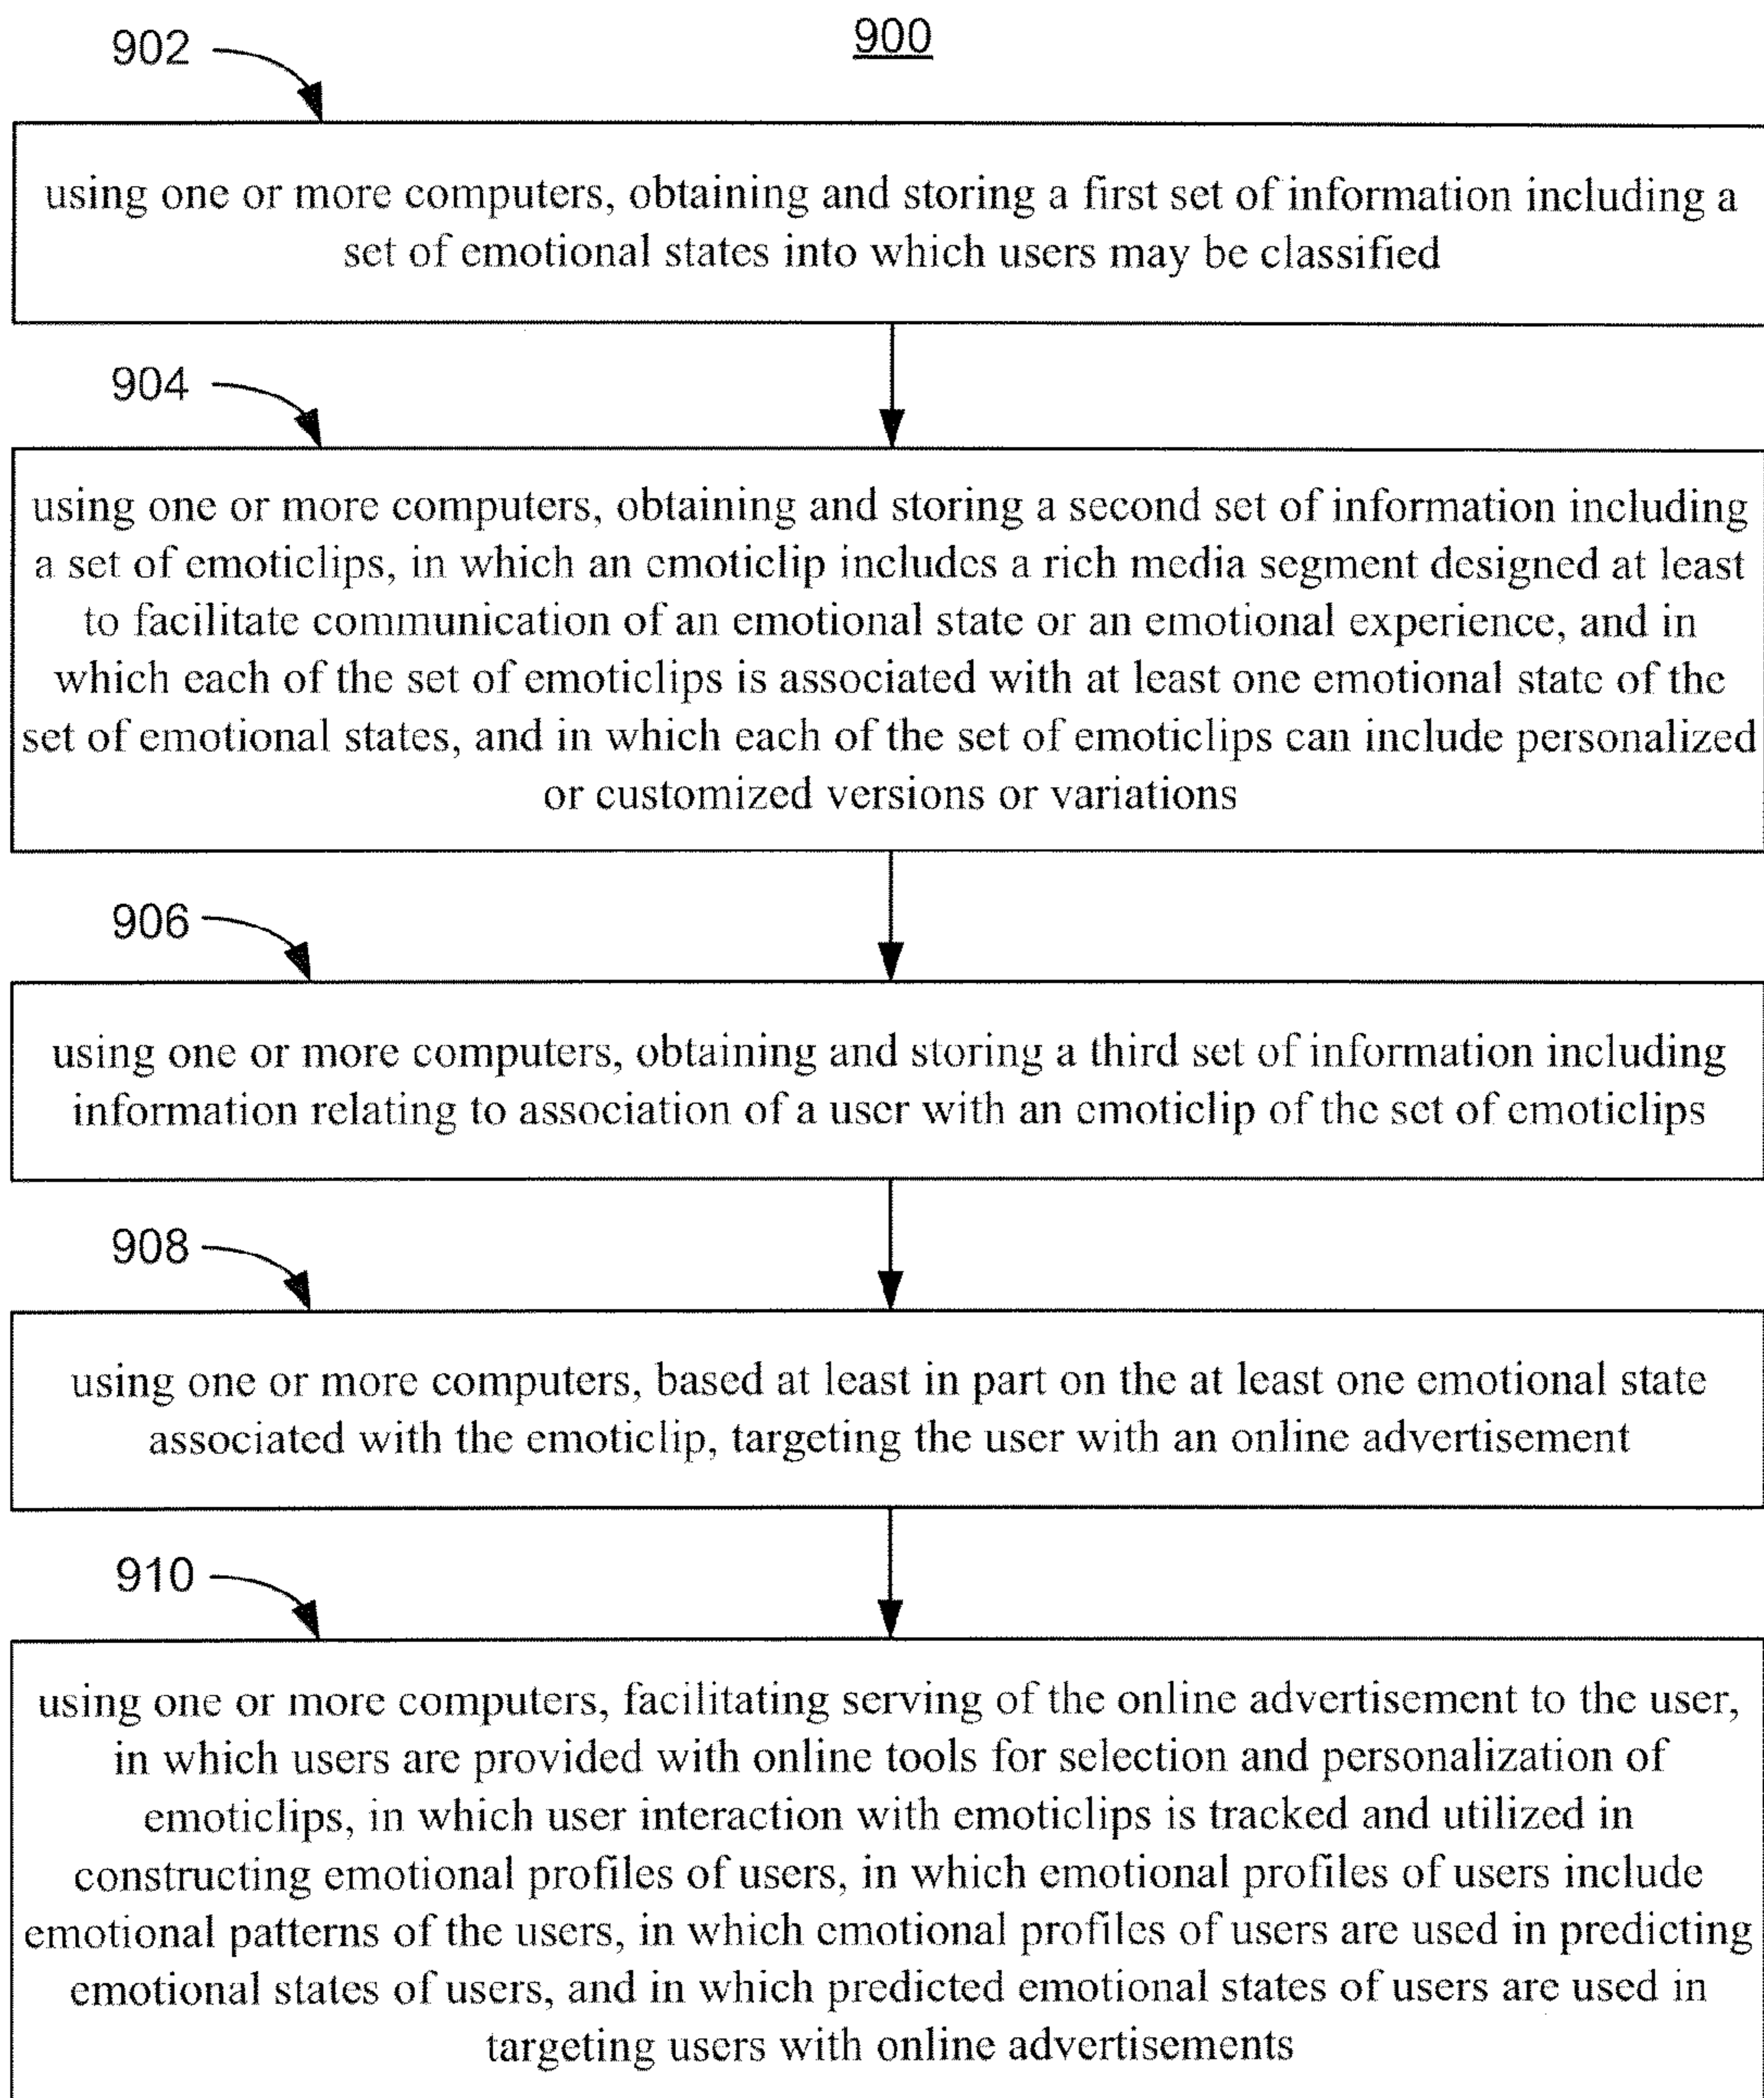 900
902
using one or more computers, obtaining and storing a first set of information including a
set of emotional states into which users may be classified
904
using one or more computers, obtaining and storing a second set of information including
a set of emoticlips, in which an emoticlip includes a rich media segment designed at least
to facilitate communication of an emotional state or an emotional experience, and in
which each of the set of emoticlips is associated with at least one emotional state of the
set of emotional states, and in which each of the set of emoticlips can include personalized
or customized versions or variations
906
using one or more computers, obtaining and storing a third set of information including
information relating to association of a user with an emoticlip of the set of emoticlips
908
using one or more computers, based at least in part on the at least one emotional state
associated with the emoticlip, targeting the user with an online advertisement
910
using one or more computers, facilitating serving of the online advertisement to the user,
in which users are provided with online tools for selection and personalization of
emoticlips, in which user interaction with emoticlips is tracked and utilized in
constructing emotional profiles of users, in which emotional profiles of users include
emotional patterns of the users, in which emotional profiles of users are used in predicting
emotional states of users, and in which predicted emotional states of users are used in
targeting users with online advertisements